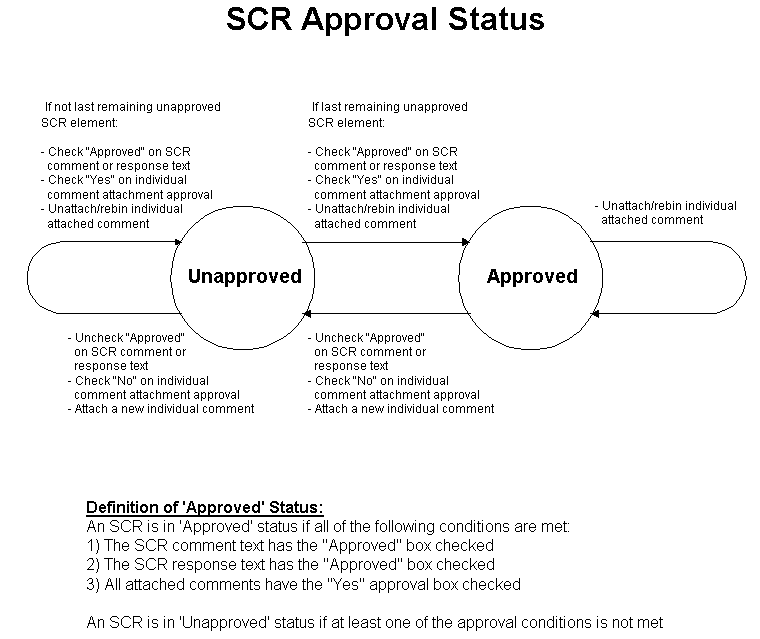 SCR Approval Status
If not last remaining unapproved
SCR element:
- Check "Approved" on SCR
comment or response text
- Check "Yes" on individual
comment attachment approval
- Unattach/rebin individual
attached comment
If last remaining unapproved
SCR element:
- Check "Approved" on SCR
comment or response text
- Check "Yes" on individual
comment attachment approval
- Unattach/rebin individual
attached comment
- Unattach/rebin individual
attached comment
Unapproved
Approved
- Uncheck "Approved"
on SCR comment or
response text
- Check "No" on individual
comment attachment approval
- Attach a new individual comment
- Uncheck "Approved"
on SCR comment or
response text
- Check "No" on individual
comment attachment approval
- Attach a new individual comment
Definition of 'Approved' Status:
An SCR is in 'Approved' status if all of the following conditions are met:
1) The SCR comment text has the "Approved" box checked
2) The SCR response text has the "Approved" box checked
3) All attached comments have the "Yes" approval box checked
An SCR is in 'Unapproved' status if at least one of the approval conditions is not met